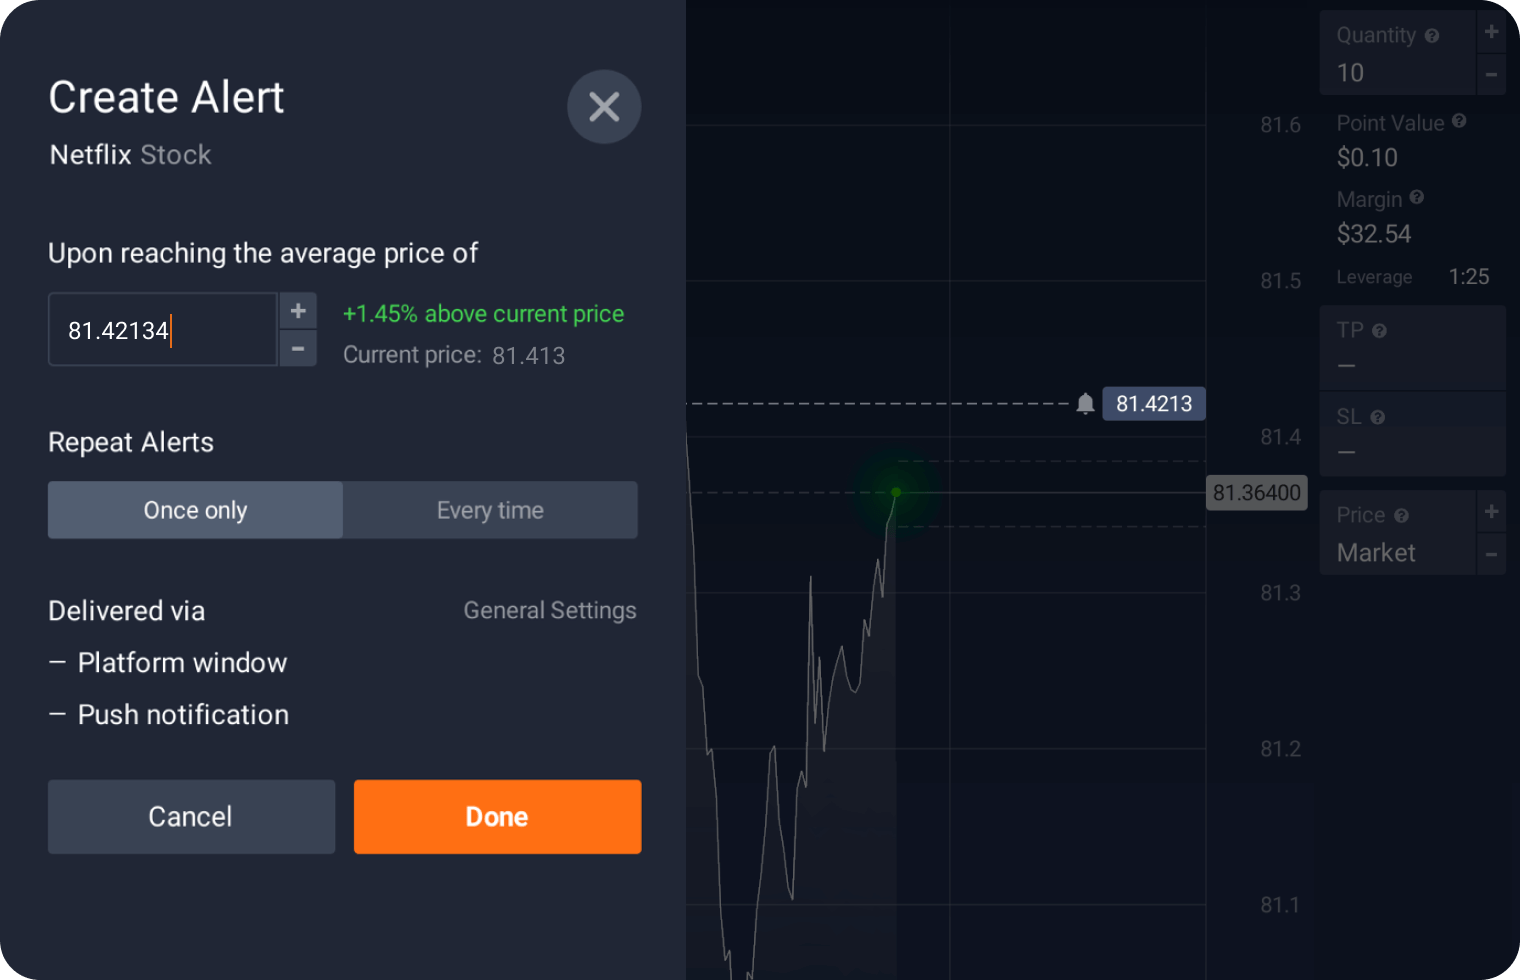 Create Alert
Netflix Stock
Upon reaching the average price of
81.42134
+
−
+1.45% above current price
Current price: 81.413
Repeat Alerts
Once only
Every time
Delivered via
General Settings
– Platform window
– Push notification
Cancel
Done
81.6
81.5
81.4213
81.4
81.36400
81.3
81.2
81.1
Quantity ?
10
+
−
Point Value ?
$0.10
Margin ?
$32.54
Leverage 1:25
TP ?
—
SL ?
—
Price ?
Market
+
−